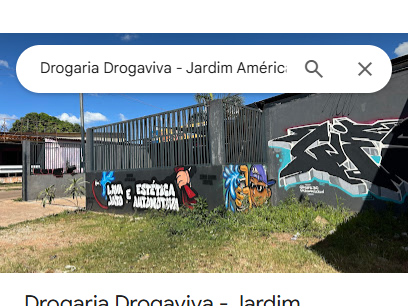 Drogaria Drogaviva - Jardim Améric
LAVA
JATO
E
ESTÉTICA
AUTOMOTIVA
Drogaria Drogaviva - Jardim